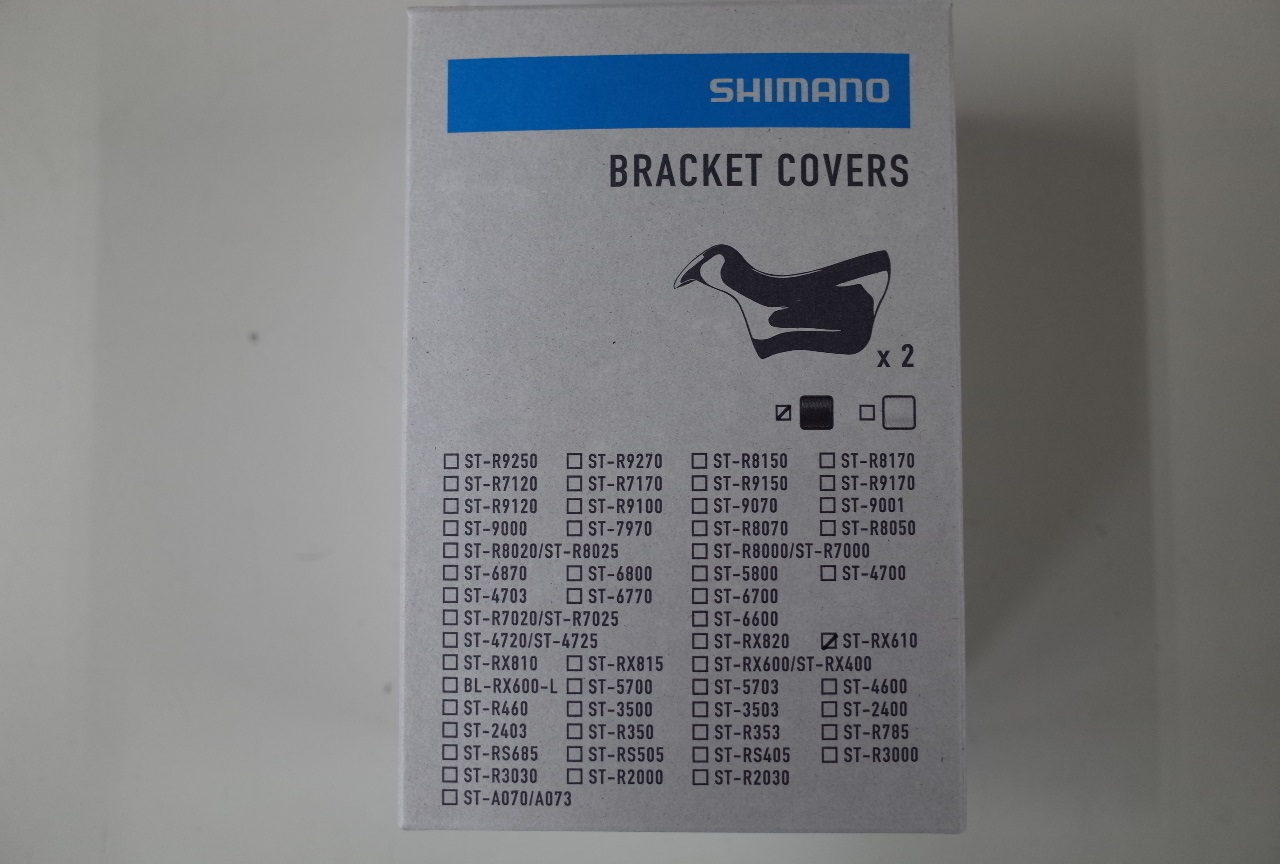 SHIMANO
BRACKET COVERS
x 2
ST-R9250 ST-R9270 ST-R8150 ST-R8170
ST-R7120 ST-R7170 ST-R9150 ST-R9170
ST-R9120 ST-R9100 ST-9070 ST-9001
ST-9000 ST-7970 ST-R8070 ST-R8050
ST-R8020/ST-R8025 ST-R8000/ST-R7000
ST-6870 ST-6800 ST-5800 ST-4700
ST-4703 ST-6770 ST-6700
ST-R7020/ST-R7025 ST-6600
ST-4720/ST-4725 ST-RX820 ST-RX610
ST-RX810 ST-RX815 ST-RX600/ST-RX400
BL-RX600-L ST-5700 ST-5703 ST-4600
ST-R460 ST-3500 ST-3503 ST-2400
ST-2403 ST-R350 ST-R353 ST-R785
ST-RS685 ST-RS505 ST-RS405 ST-R3000
ST-R3030 ST-R2000 ST-R2030
ST-A070/A073